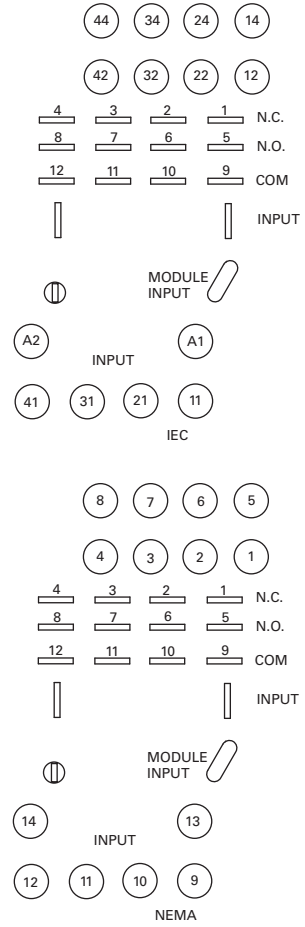 44 34 24 14
42 32 22 12
4 3 2 1 N.C.
8 7 6 5 N.O.
12 11 10 9 COM
INPUT
MODULE
INPUT
A2 A1
INPUT
41 31 21 11
IEC
8 7 6 5
4 3 2 1
4 3 2 1 N.C.
8 7 6 5 N.O.
12 11 10 9 COM
INPUT
MODULE
INPUT
14 13
INPUT
12 11 10 9
NEMA